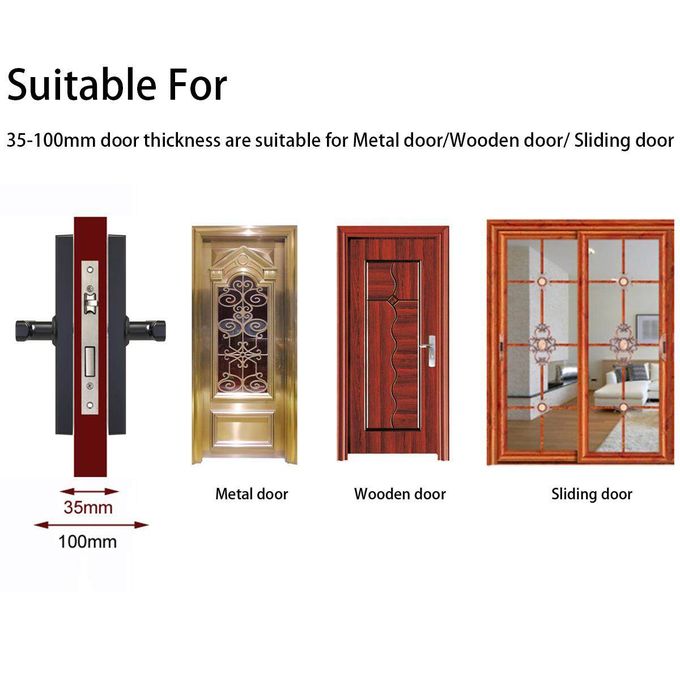 Suitable For
35-100mm door thickness are suitable for Metal door/Wooden door/ Sliding door
Metal door
Wooden door
Sliding door
35mm
100mm